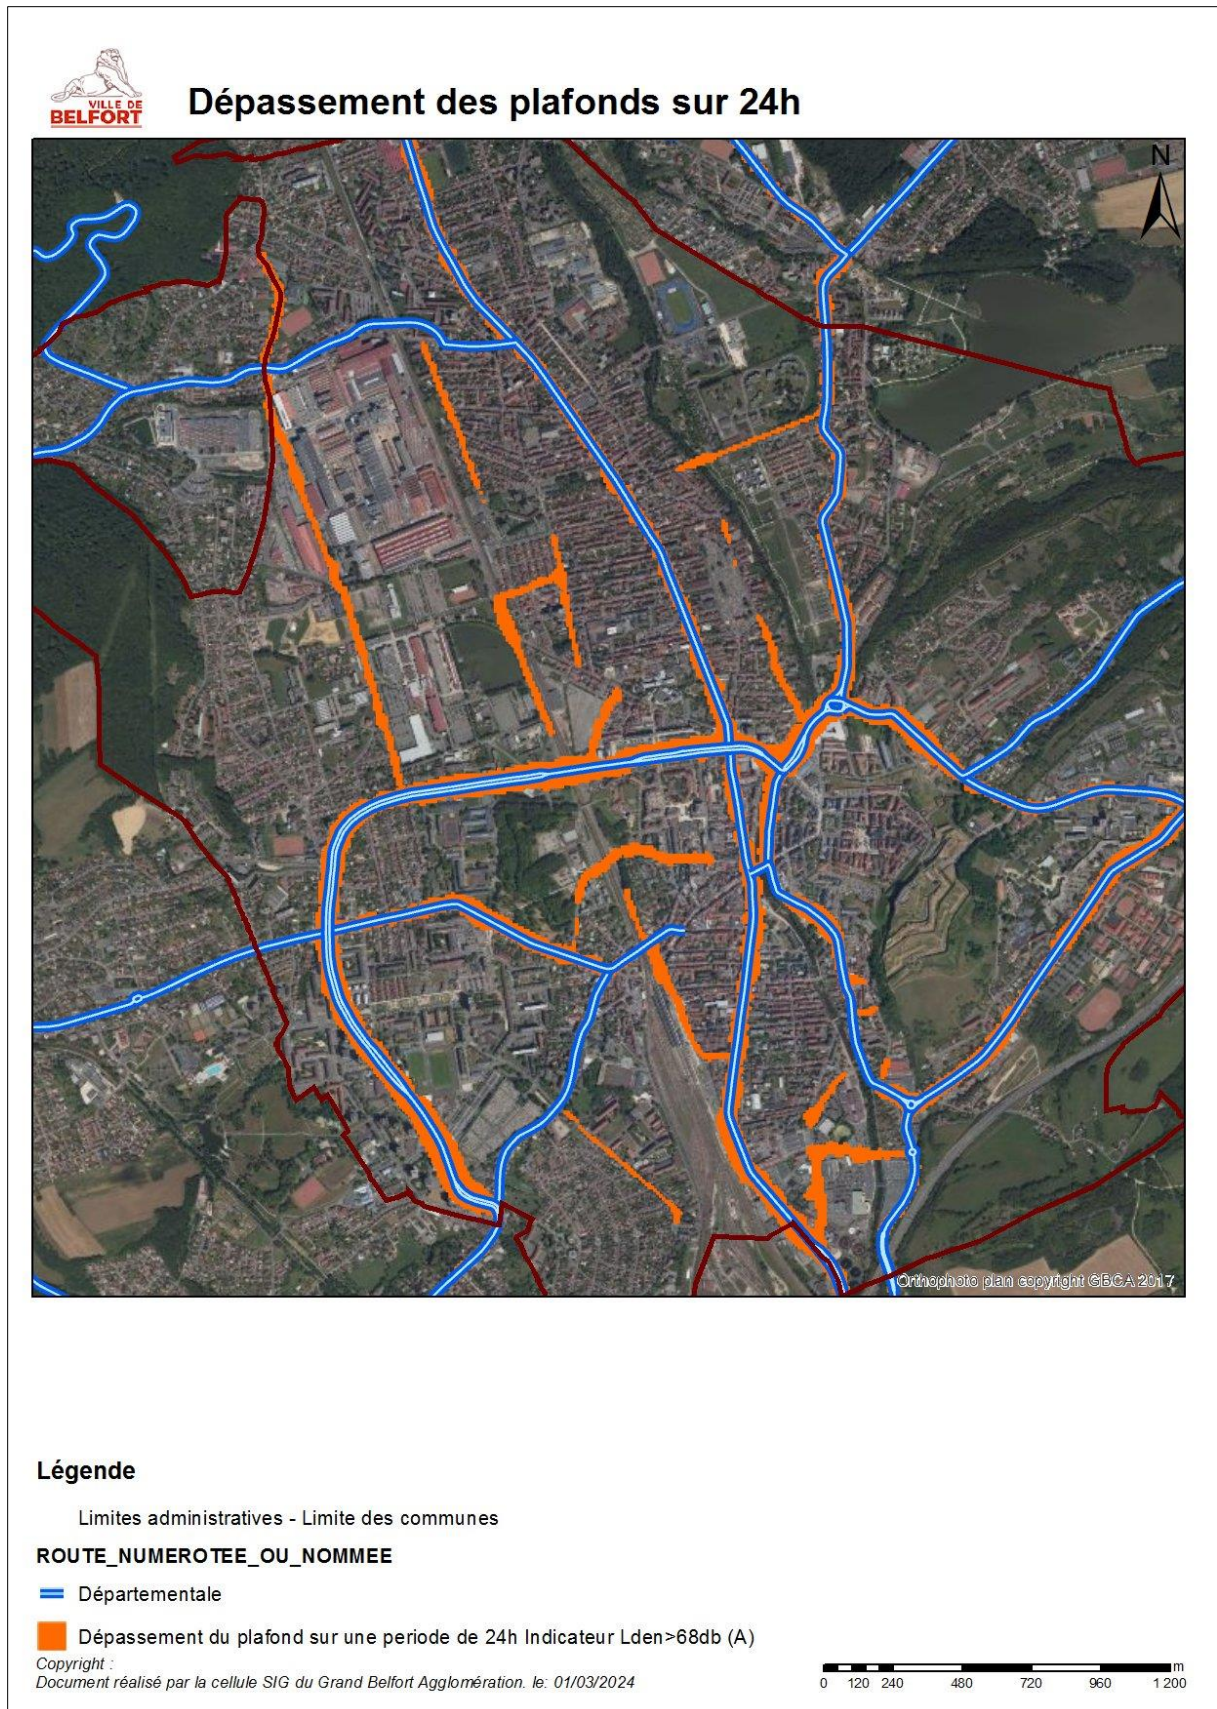 VILLE DE
BELFORT
Dépassement des plafonds sur 24h
N
Orthophoto plan copyright GBCA 2017
Légende
Limites administratives - Limite des communes
ROUTE_NUMEROTEE_OU_NOMMEE
Départementale
Dépassement du plafond sur une periode de 24h Indicateur Lden>68db (A)
Copyright :
Document réalisé par la cellule SIG du Grand Belfort Agglomération. le: 01/03/2024
m
0 120 240 480 720 960 1 200